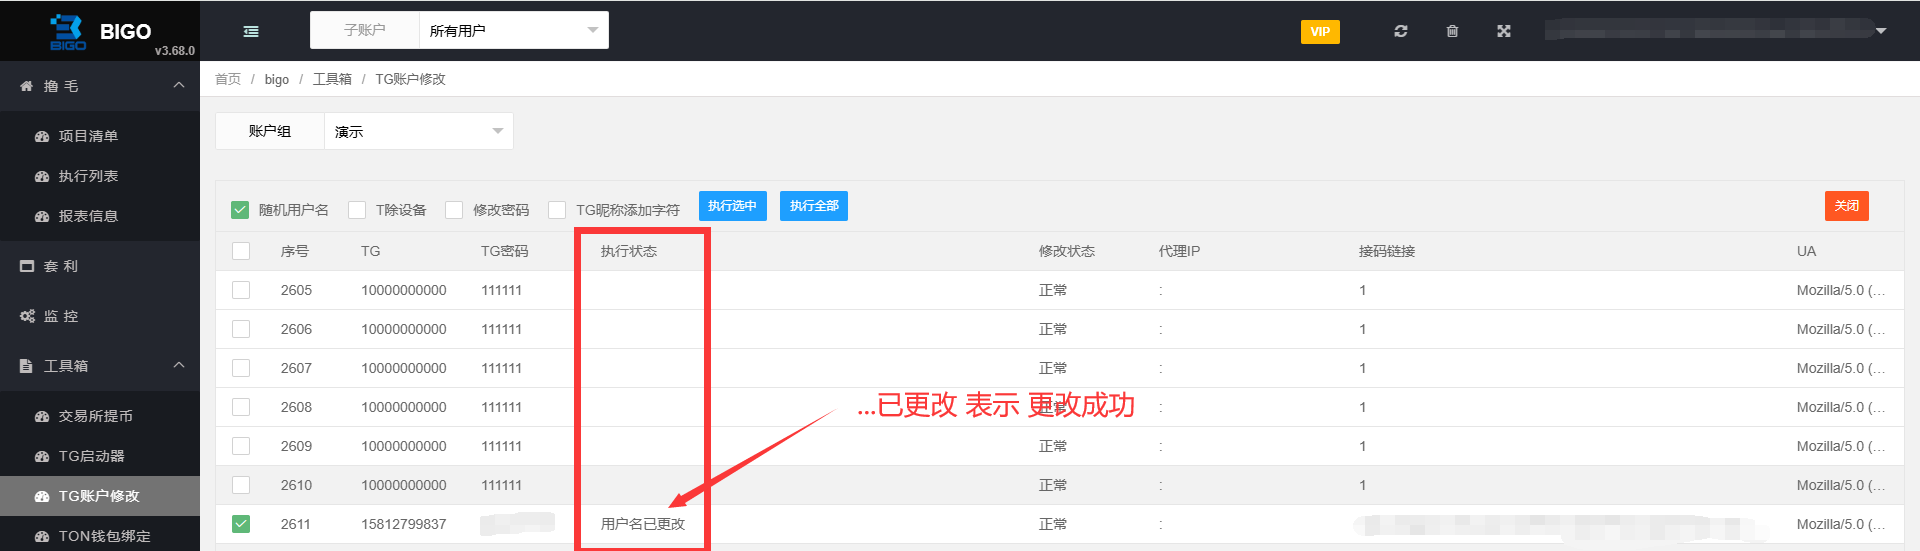 BIGO
BIGO
v3.68.0
子账户
所有用户
VIP
撸 毛
项目清单
执行列表
报表信息
套 利
监 控
工具箱
交易所提币
TG启动器
TG账户修改
TON钱包绑定
首页 / bigo / 工具箱 / TG账户修改
账户组
演示
随机用户名 T除设备 修改密码 TG昵称添加字符 执行选中 执行全部 关闭
序号 TG TG密码 执行状态 修改状态 代理IP 接码链接 UA
2605 10000000000 111111 正常 : 1 Mozilla/5.0 (...
2606 10000000000 111111 正常 : 1 Mozilla/5.0 (...
2607 10000000000 111111 正常 : 1 Mozilla/5.0 (...
2608 10000000000 111111 正常 : 1 Mozilla/5.0 (...
...已更改 表示 更改成功
2609 10000000000 111111 正常 : 1 Mozilla/5.0 (...
2610 10000000000 111111 正常 : 1 Mozilla/5.0 (...
2611 15812799837 用户名已更改 正常 : Mozilla/5.0 (...